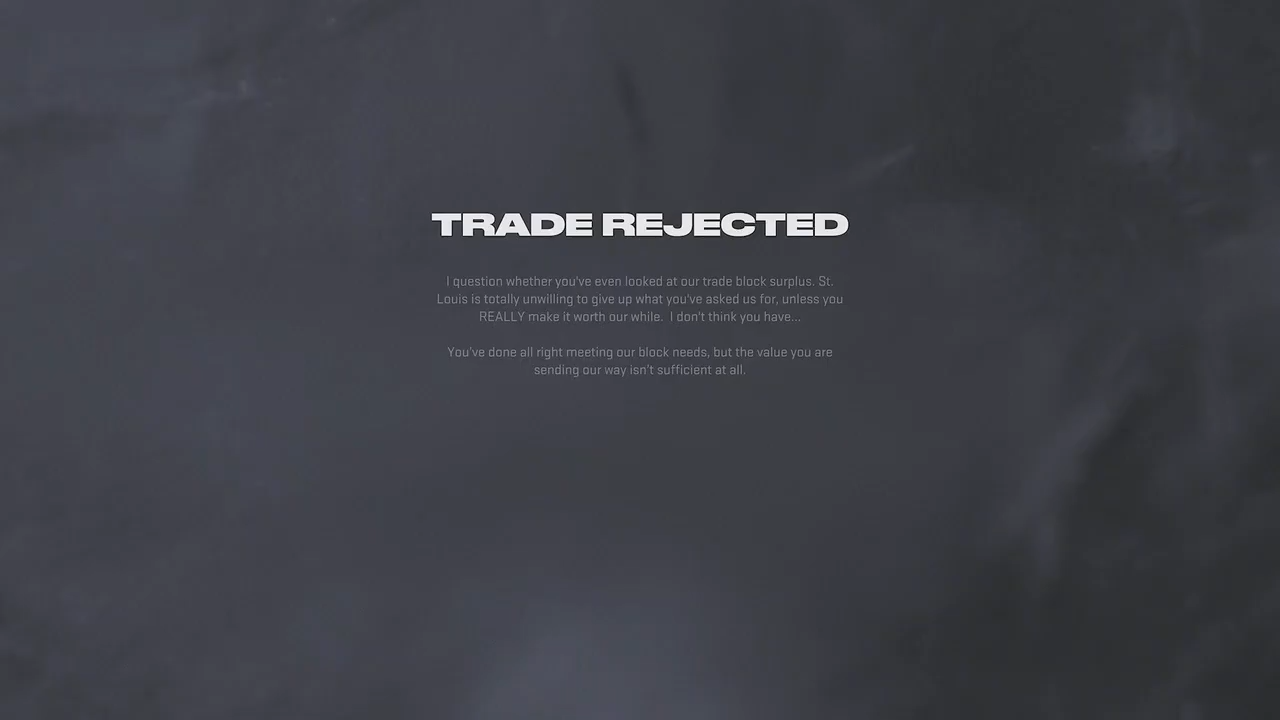 TRADE REJECTED
I question whether you've even looked at our trade block surplus. St.
Louis is totally unwilling to give up what you've asked us for, unless you
REALLY make it worth our while.  I don't think you have...
You've done all right meeting our block needs, but the value you are
sending our way isn't sufficient at all.